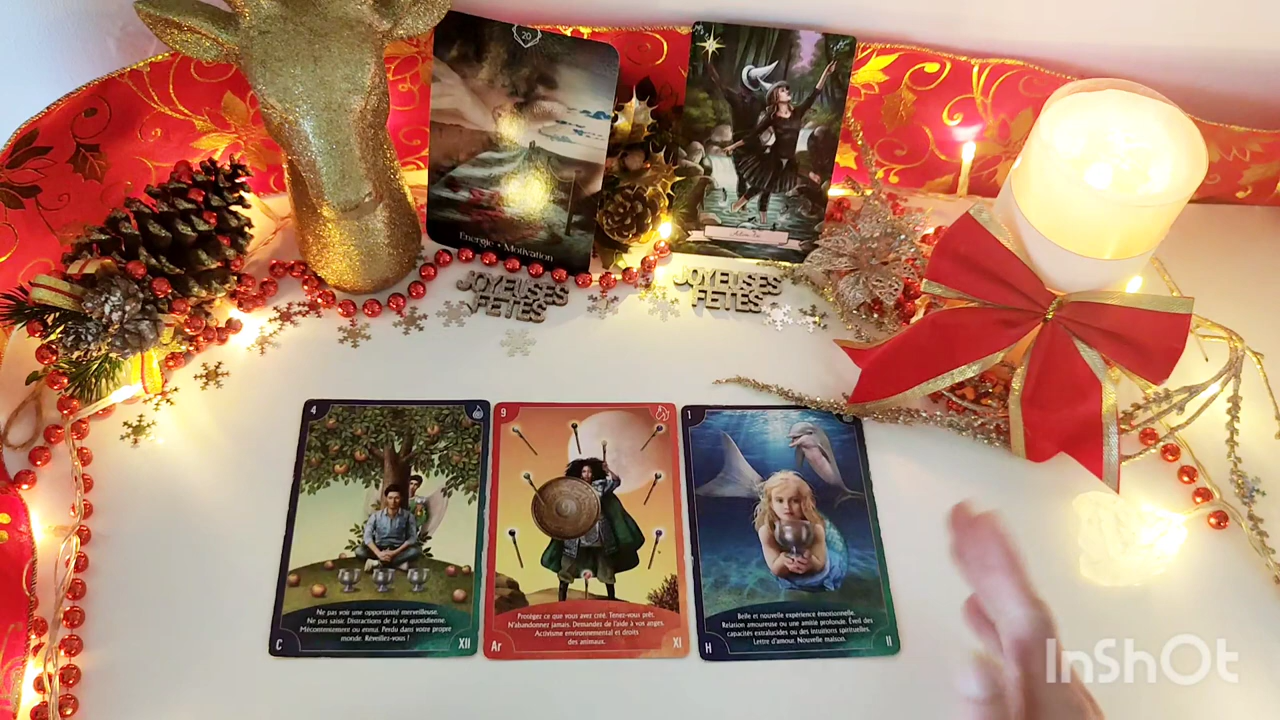 20
Energie • Motivation
JOYEUSES
FETES
JOYEUSES
FETES
4
Ne pas voir une opportunité merveilleuse.
Ne pas saisir. Distractions de la vie quotidienne.
Mécontentement ou ennui. Perdu dans votre propre
monde. Réveillez-vous !
C
XII
9
Protégez ce que vous avez créé. Tenez-vous prêt.
N'abandonner jamais. Demandez de l'aide à vos anges.
Activisme environnemental et droits
des animaux.
Ar
XI
1
Belle et nouvelle expérience émotionnelle.
Relation amoureuse ou une amitié profonde. Éveil des
capacités extralucides ou des intuitions spirituelles.
Lettre d'amour. Nouvelle maison.
H
II
InShOt